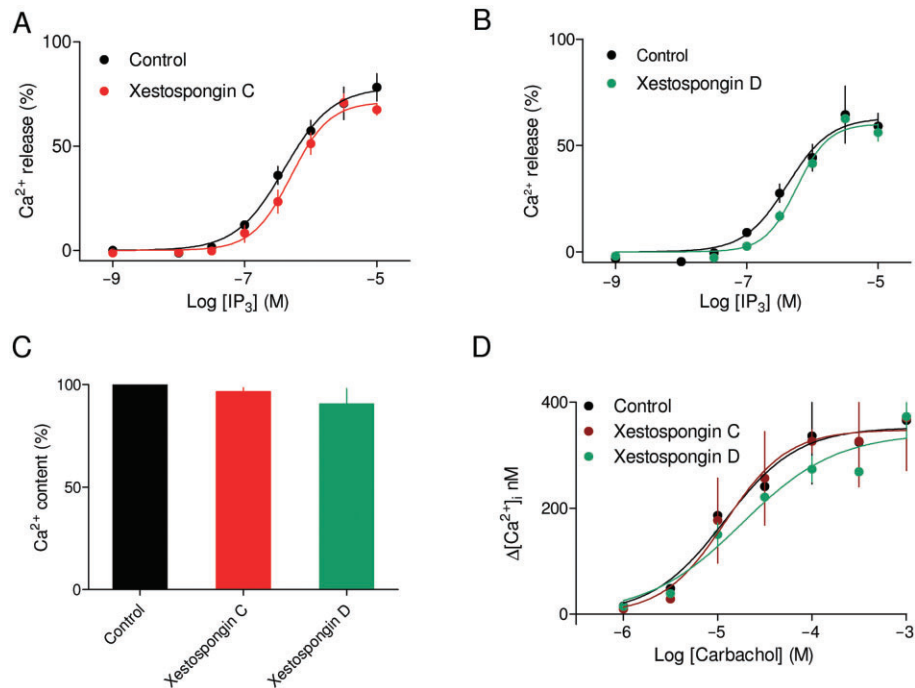 A
100
50
0
Ca²⁺ release (%)
Control
Xestospongin C
−9
−7
−5
Log [IP₃] (M)
B
100
50
0
Ca²⁺ release (%)
Control
Xestospongin D
−9
−7
−5
Log [IP₃] (M)
C
100
50
0
Ca²⁺ content (%)
Control
Xestospongin C
Xestospongin D
D
400
200
0
Δ[Ca²⁺]ᵢ nM
Control
Xestospongin C
Xestospongin D
−6
−5
−4
−3
Log [Carbachol] (M)